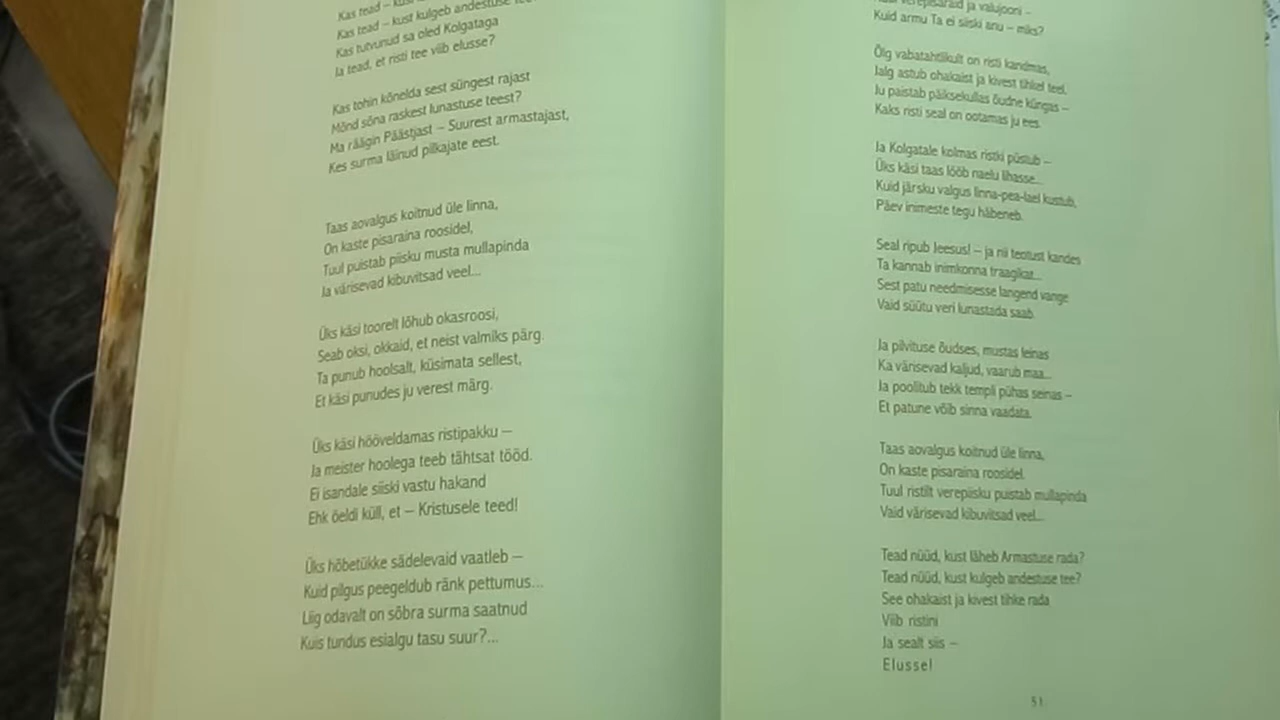 Kas tead –
Kas tead – kust kulgeb andestuse
Kas tutvunud sa oled Kolgataga
Ja tead, et risti tee viib elusse?
Kas tohin kõnelda sest süngest rajast
Mõnd sõna raskest lunastuse teest?
Ma räägin Päästjast – Suurest armastajast,
Kes surma läinud pilkajate eest.
Taas aovalgus koitnud üle linna,
On kaste pisaraina roosidel,
Tuul puistab piisku musta mullapinda
Ja värisevad kibuvitsad veel...
Üks käsi toorelt lõhub okasroosi,
Seab oksi, okkaid, et neist valmiks pärg.
Ta punub hoolsalt, küsimata sellest,
Et käsi punudes ju verest märg.
Üks käsi hööveldamas ristipakku –
Ja meister hoolega teeb tähtsat tööd.
Ei isandale siiski vastu hakand
Ehk öeldi küll, et – Kristusele teed!
Üks hõbetükke sädelevaid vaatleb –
Kuid pilgus peegeldub ränk pettumus...
Liig odavalt on sõbra surma saatnud
Kuis tundus esialgu tasu suur?...
verepisaraid ja valujooni –
Kuid armu Ta ei siiski anu – miks?
Õlg vabatahtlikult on risti kandmas,
Jalg astub ohakaist ja kivest tihkel teel,
Ju paistab päiksekullas õudne küngas –
Kaks risti seal on ootamas ju ees.
Ja Kolgatale kolmas ristki püstub –
Üks käsi taas lööb naelu lihasse...
Kuid järsku valgus linna-pea-lael kustub,
Päev inimeste tegu häbeneb.
Seal ripub Jeesus! – ja nii teotust kandes
Ta kannab inimkonna traagikat...
Sest patu needmisesse langend vange
Vaid süütu veri lunastada saab.
Ja pilvituse õudses, mustas leinas
Ka värisevad kaljud, vaarub maa...
Ja poolitub tekk templi pühas seinas –
Et patune võib sinna vaadata.
Taas aovalgus koitnud üle linna,
On kaste pisaraina roosidel.
Tuul ristilt verepiisku puistab mullapinda
Vaid värisevad kibuvitsad veel...
Tead nüüd, kust läheb Armastuse rada?
Tead nüüd, kust kulgeb andestuse tee?
See ohakaist ja kivest tihke rada
Viib ristini
Ja sealt siis –
Elusse!
51